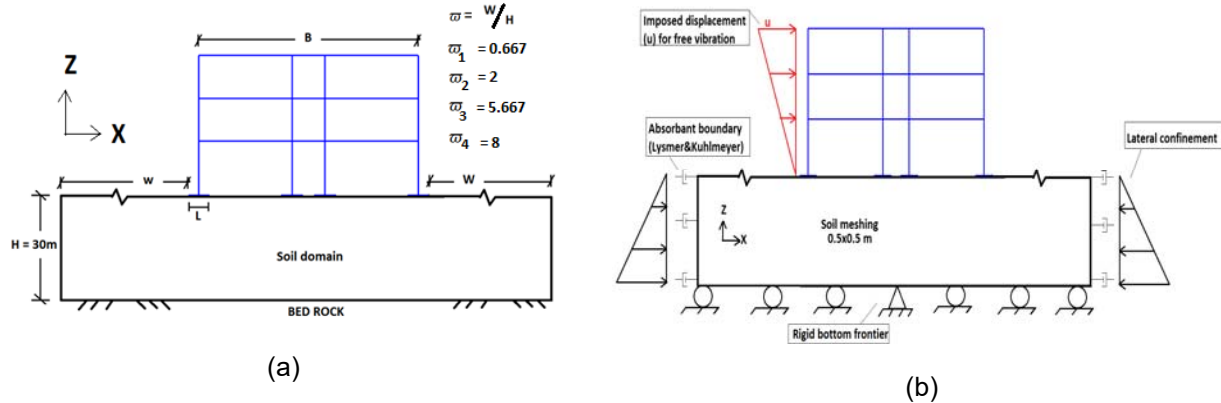 ϖ = W/H
ϖ1 = 0.667
ϖ2 = 2
ϖ3 = 5.667
ϖ4 = 8
B
Z
X
w
W
L
H = 30m
Soil domain
BED ROCK
(a)
Imposed displacement
(u) for free vibration
u
Absorbant boundary
(Lysmer&Kuhlmeyer)
Lateral confinement
Z
X
Soil meshing
0.5x0.5 m
Rigid bottom frontier
(b)